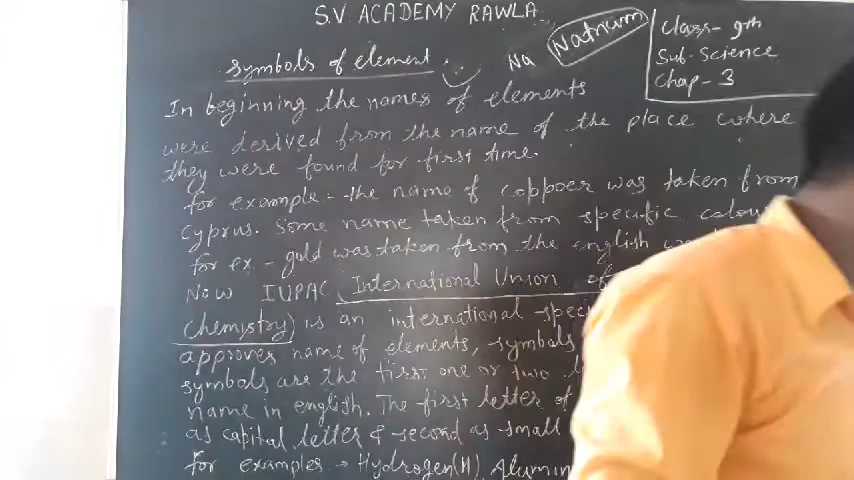 S.V ACADEMY RAWLA
Class - 9th
Sub - Science
Chap - 3
Symbols of element
Na Natrium
In beginning the names of elements
were derived from the name of the place where
they were found for first time.
for example - the name of coppoer was taken from
cyprus. Some name taken from specific colou
for ex. - gold was taken from the english
Now IUPAC (International Union of
chemistry) is an international
approves name of elements, symbols
symbols are the first one or two
name in english. The first letter of
as capital letter & second as small
for examples → Hydrogen(H) Alumin